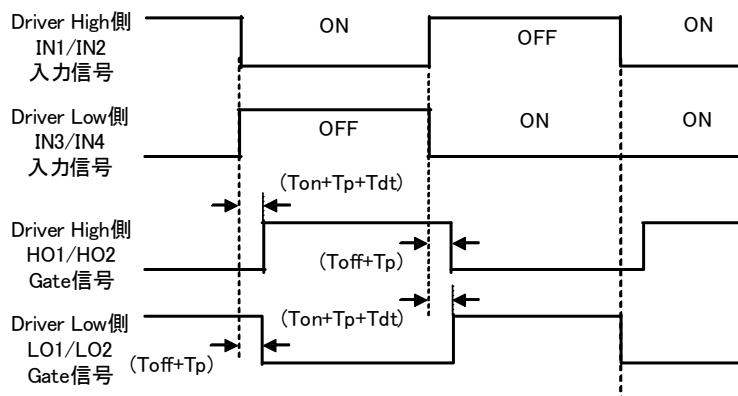 Driver High側
IN1/IN2
入力信号
ON
OFF
ON
Driver Low側
IN3/IN4
入力信号
OFF
ON
ON
(Ton+Tp+Tdt)
Driver High側
HO1/HO2
Gate信号
(Toff+Tp)
Driver Low側
LO1/LO2
Gate信号
(Ton+Tp+Tdt)
(Toff+Tp)